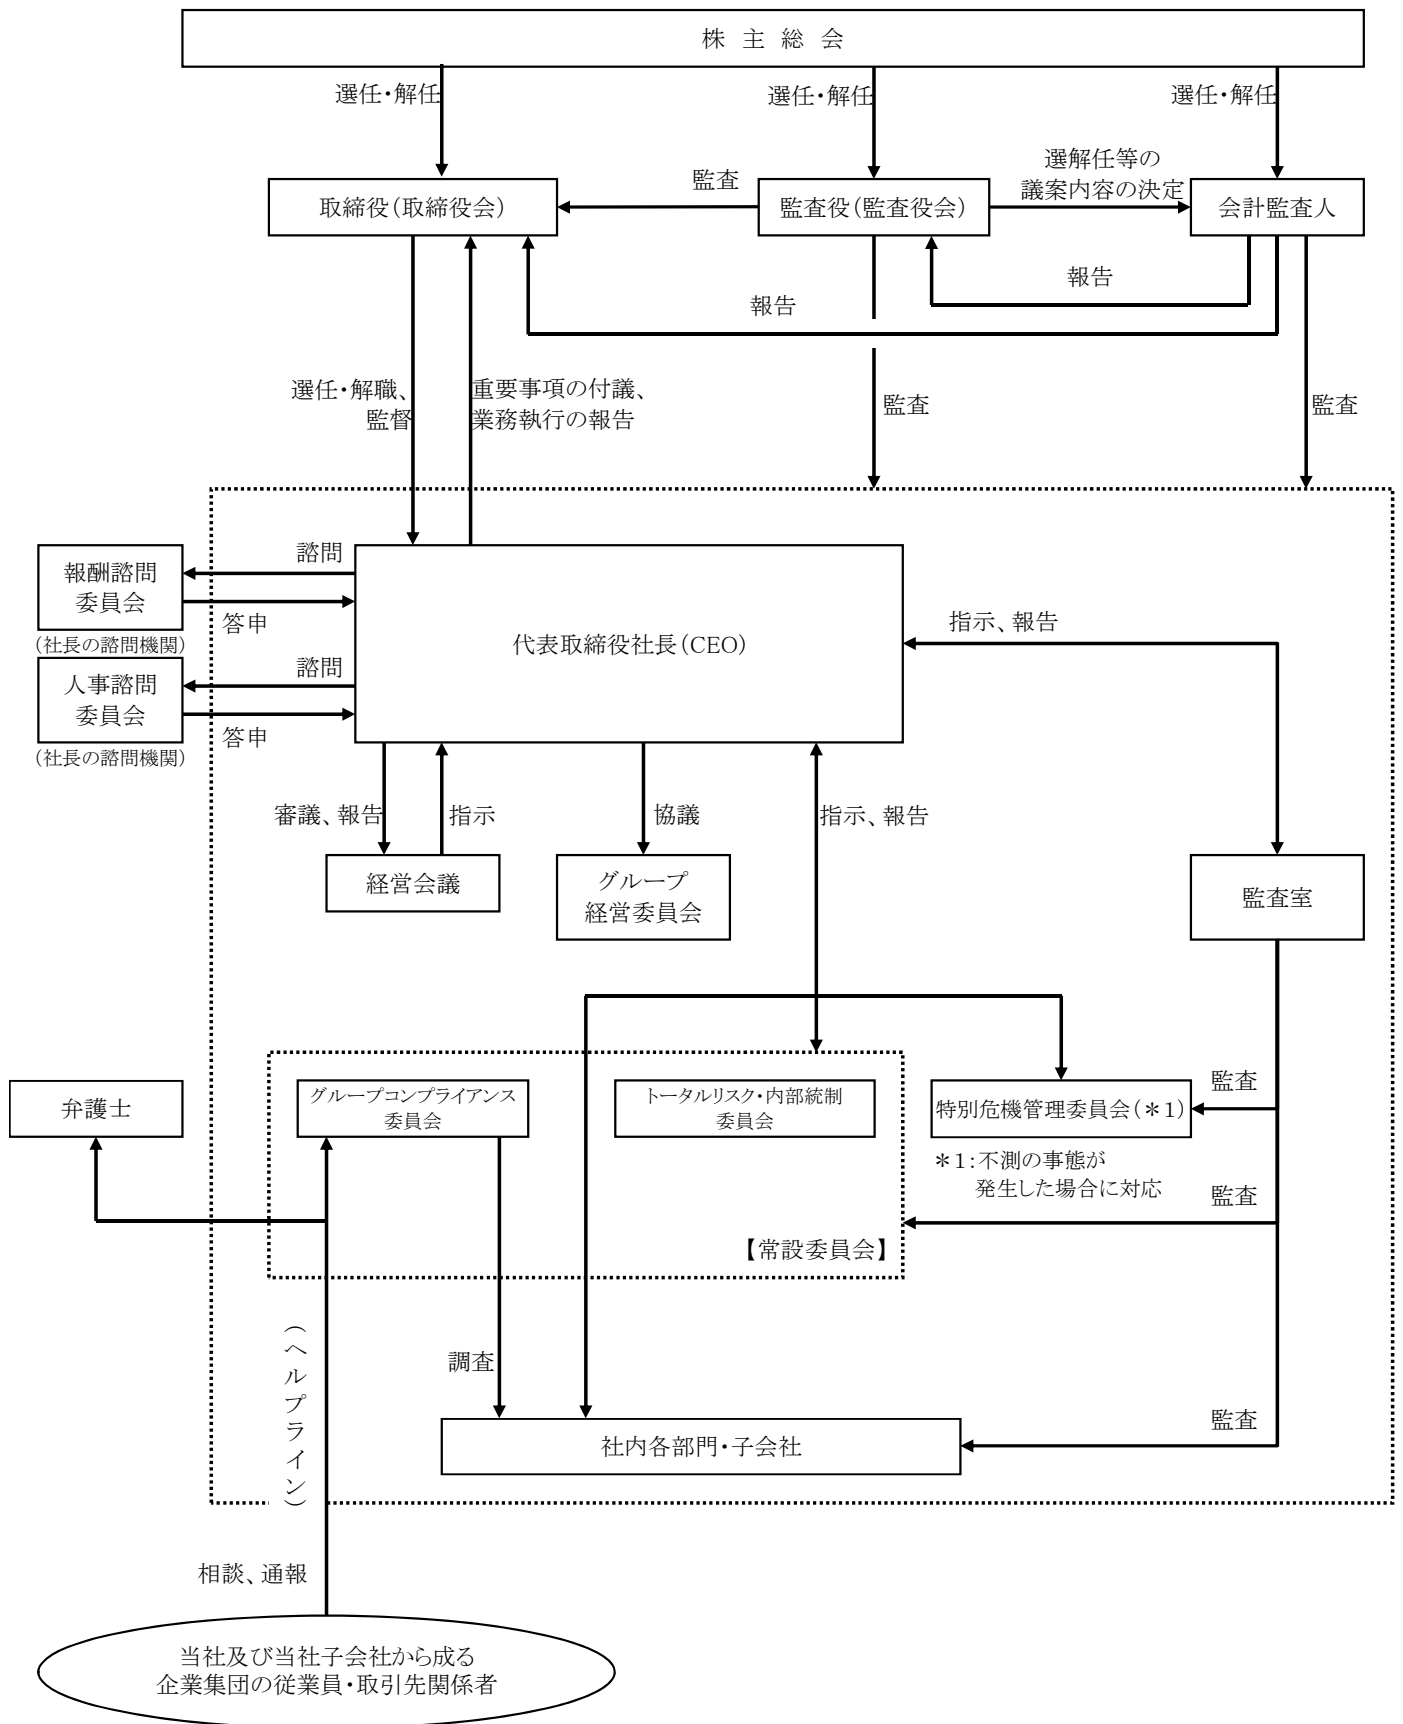 株 主 総 会
選任・解任
選任・解任
選任・解任
選解任等の
議案内容の決定
監査
取締役（取締役会）
監査役（監査役会）
会計監査人
報告
報告
選任・解職、
監督
重要事項の付議、
業務執行の報告
監査
監査
報酬諮問
委員会
（社長の諮問機関）
諮問
答申
人事諮問
委員会
（社長の諮問機関）
諮問
答申
代表取締役社長（CEO）
指示、報告
審議、報告
指示
協議
指示、報告
経営会議
グループ
経営委員会
監査室
弁護士
グループコンプライアンス
委員会
トータルリスク・内部統制
委員会
特別危機管理委員会（＊1）
監査
＊1：不測の事態が
発生した場合に対応
監査
【常設委員会】
（ヘルプライン）
調査
社内各部門・子会社
監査
相談、通報
当社及び当社子会社から成る
企業集団の従業員・取引先関係者